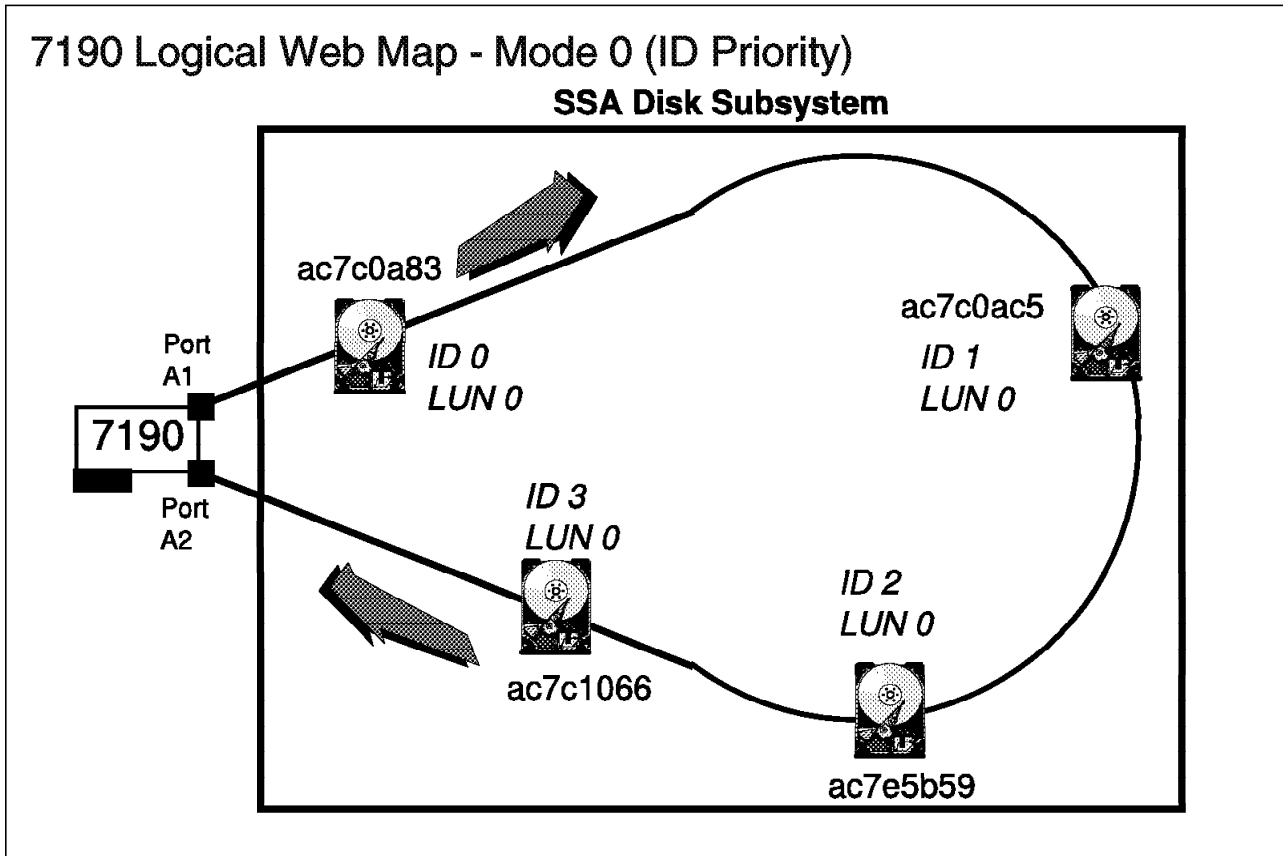 7190 Logical Web Map - Mode 0 (ID Priority)
SSA Disk Subsystem
ac7c0a83
ID 0
LUN 0
ac7c0ac5
ID 1
LUN 0
Port
A1
7190
Port
A2
ID 3
LUN 0
ac7c1066
ID 2
LUN 0
ac7e5b59